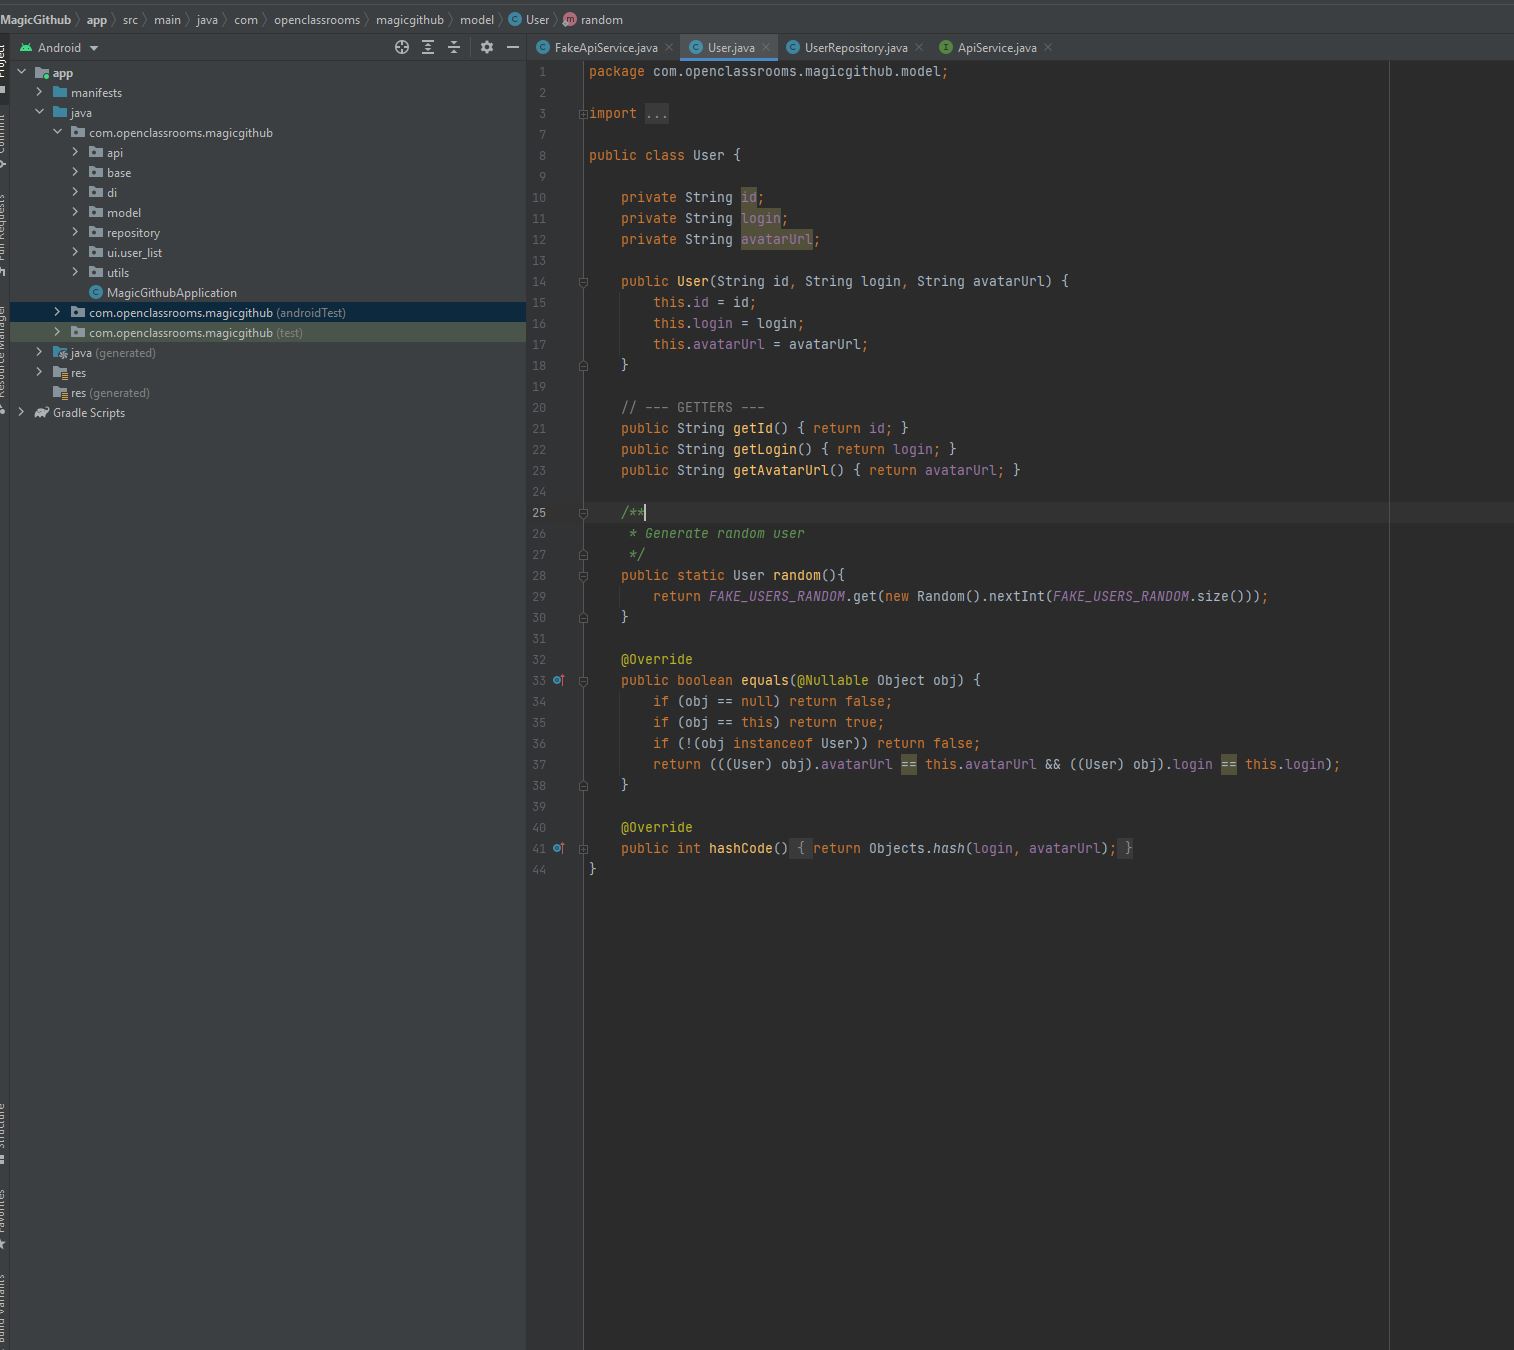 MagicGithub app src main java com openclassrooms magicgithub model User random
Android
FakeApiService.java User.java UserRepository.java ApiService.java
app
manifests
java
com.openclassrooms.magicgithub
api
base
di
model
repository
ui.user_list
utils
MagicGithubApplication
com.openclassrooms.magicgithub (androidTest)
com.openclassrooms.magicgithub (test)
java (generated)
res
res (generated)
Gradle Scripts
Project
Commit
Pull Requests
Resource Manager
Structure
Favorites
Build Variants
1 package com.openclassrooms.magicgithub.model;
2
3 import ...
7
8 public class User {
9
10 private String id;
11 private String login;
12 private String avatarUrl;
13
14 public User(String id, String login, String avatarUrl) {
15 this.id = id;
16 this.login = login;
17 this.avatarUrl = avatarUrl;
18 }
19
20 // --- GETTERS ---
21 public String getId() { return id; }
22 public String getLogin() { return login; }
23 public String getAvatarUrl() { return avatarUrl; }
24
25 /**
26 * Generate random user
27 */
28 public static User random(){
29 return FAKE_USERS_RANDOM.get(new Random().nextInt(FAKE_USERS_RANDOM.size()));
30 }
31
32 @Override
33 public boolean equals(@Nullable Object obj) {
34 if (obj == null) return false;
35 if (obj == this) return true;
36 if (!(obj instanceof User)) return false;
37 return (((User) obj).avatarUrl == this.avatarUrl && ((User) obj).login == this.login);
38 }
39
40 @Override
41 public int hashCode() { return Objects.hash(login, avatarUrl); }
44 }